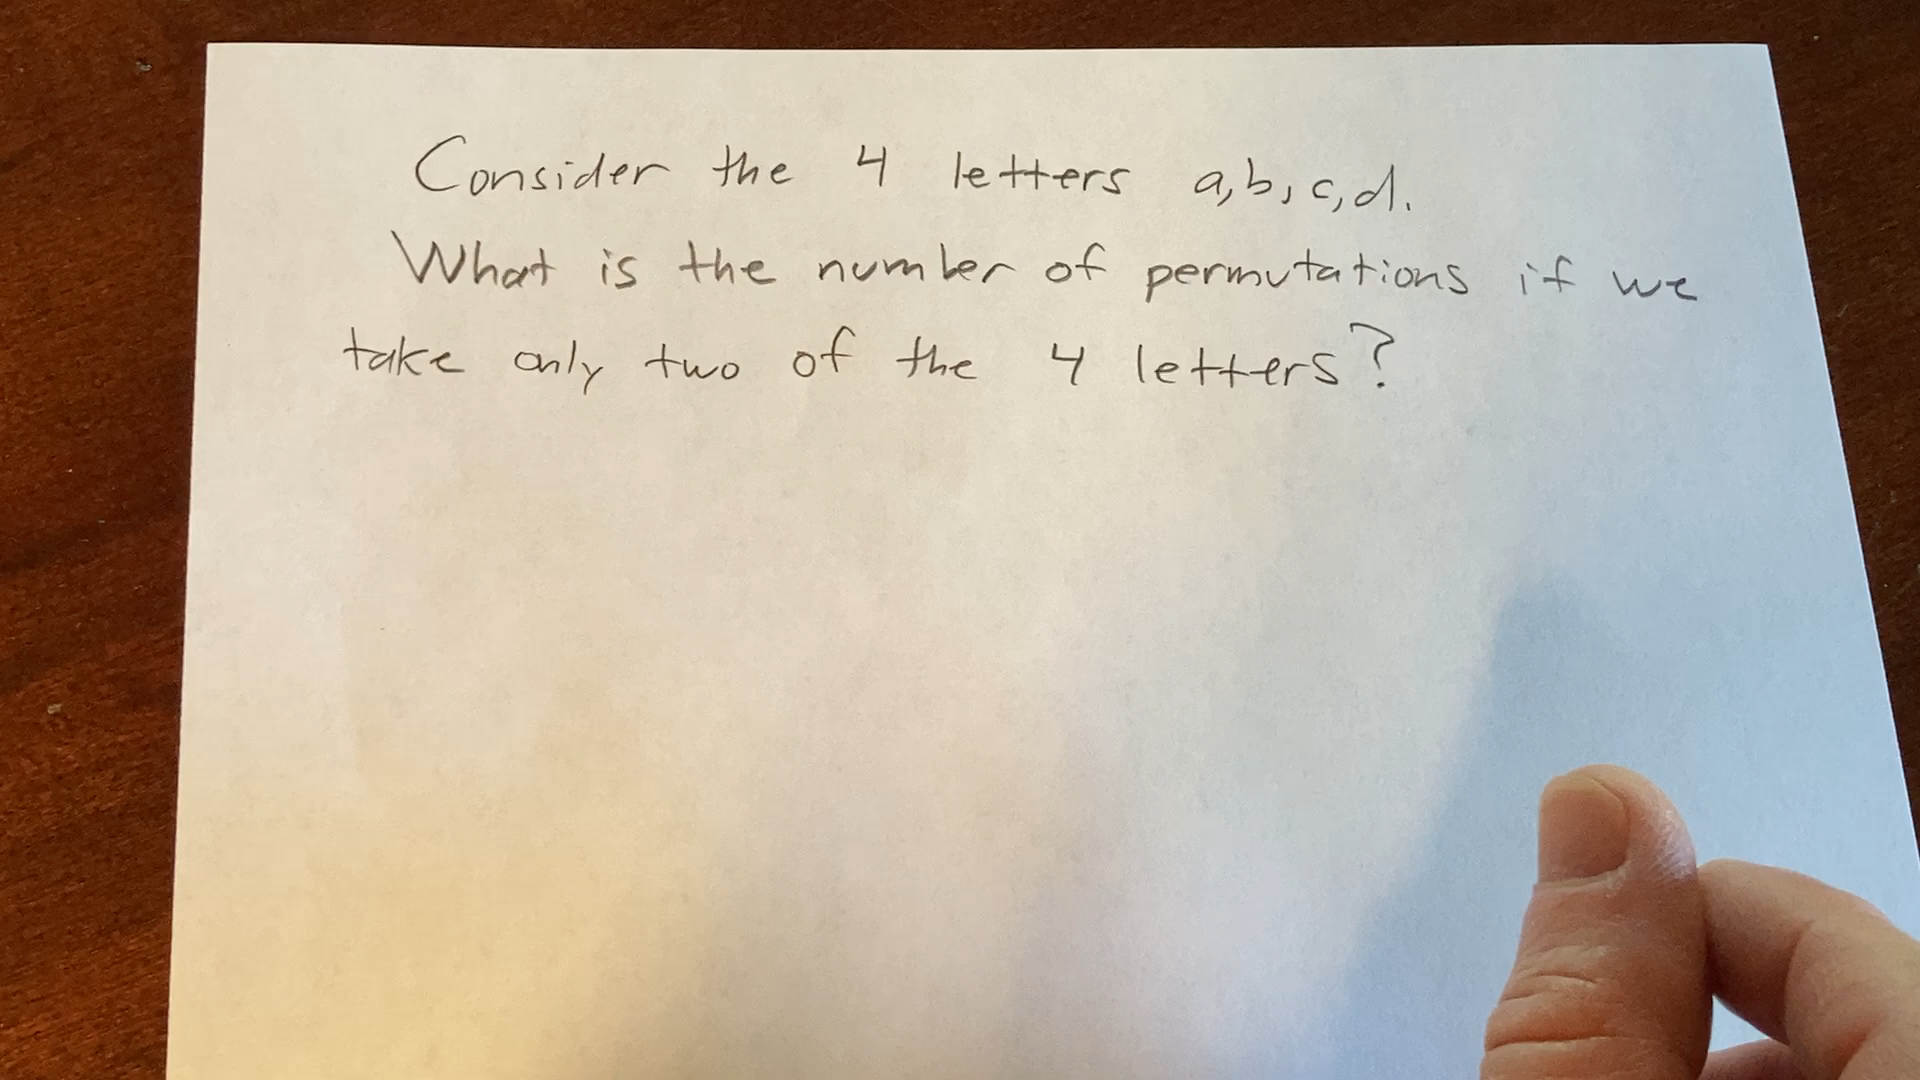 Consider the 4 letters a,b,c,d.
What is the number of permutations if we
take only two of the 4 letters?